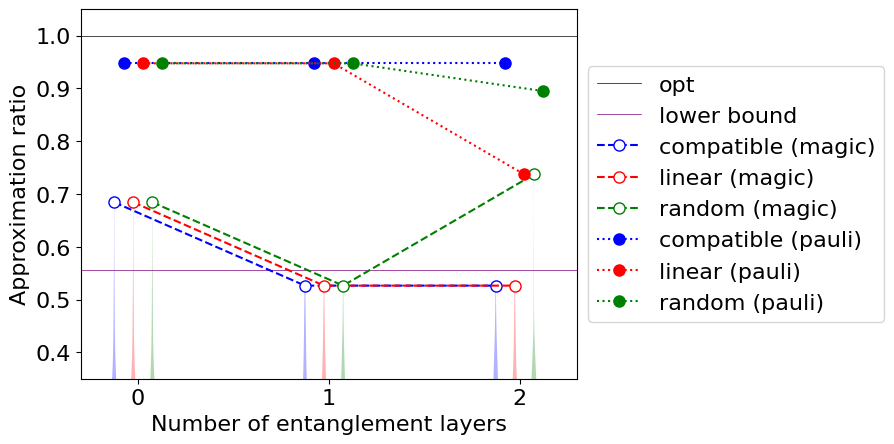 1.0
0.9
0.8
0.7
0.6
0.5
0.4
Approximation ratio
0
1
2
Number of entanglement layers
opt
lower bound
compatible (magic)
linear (magic)
random (magic)
compatible (pauli)
linear (pauli)
random (pauli)